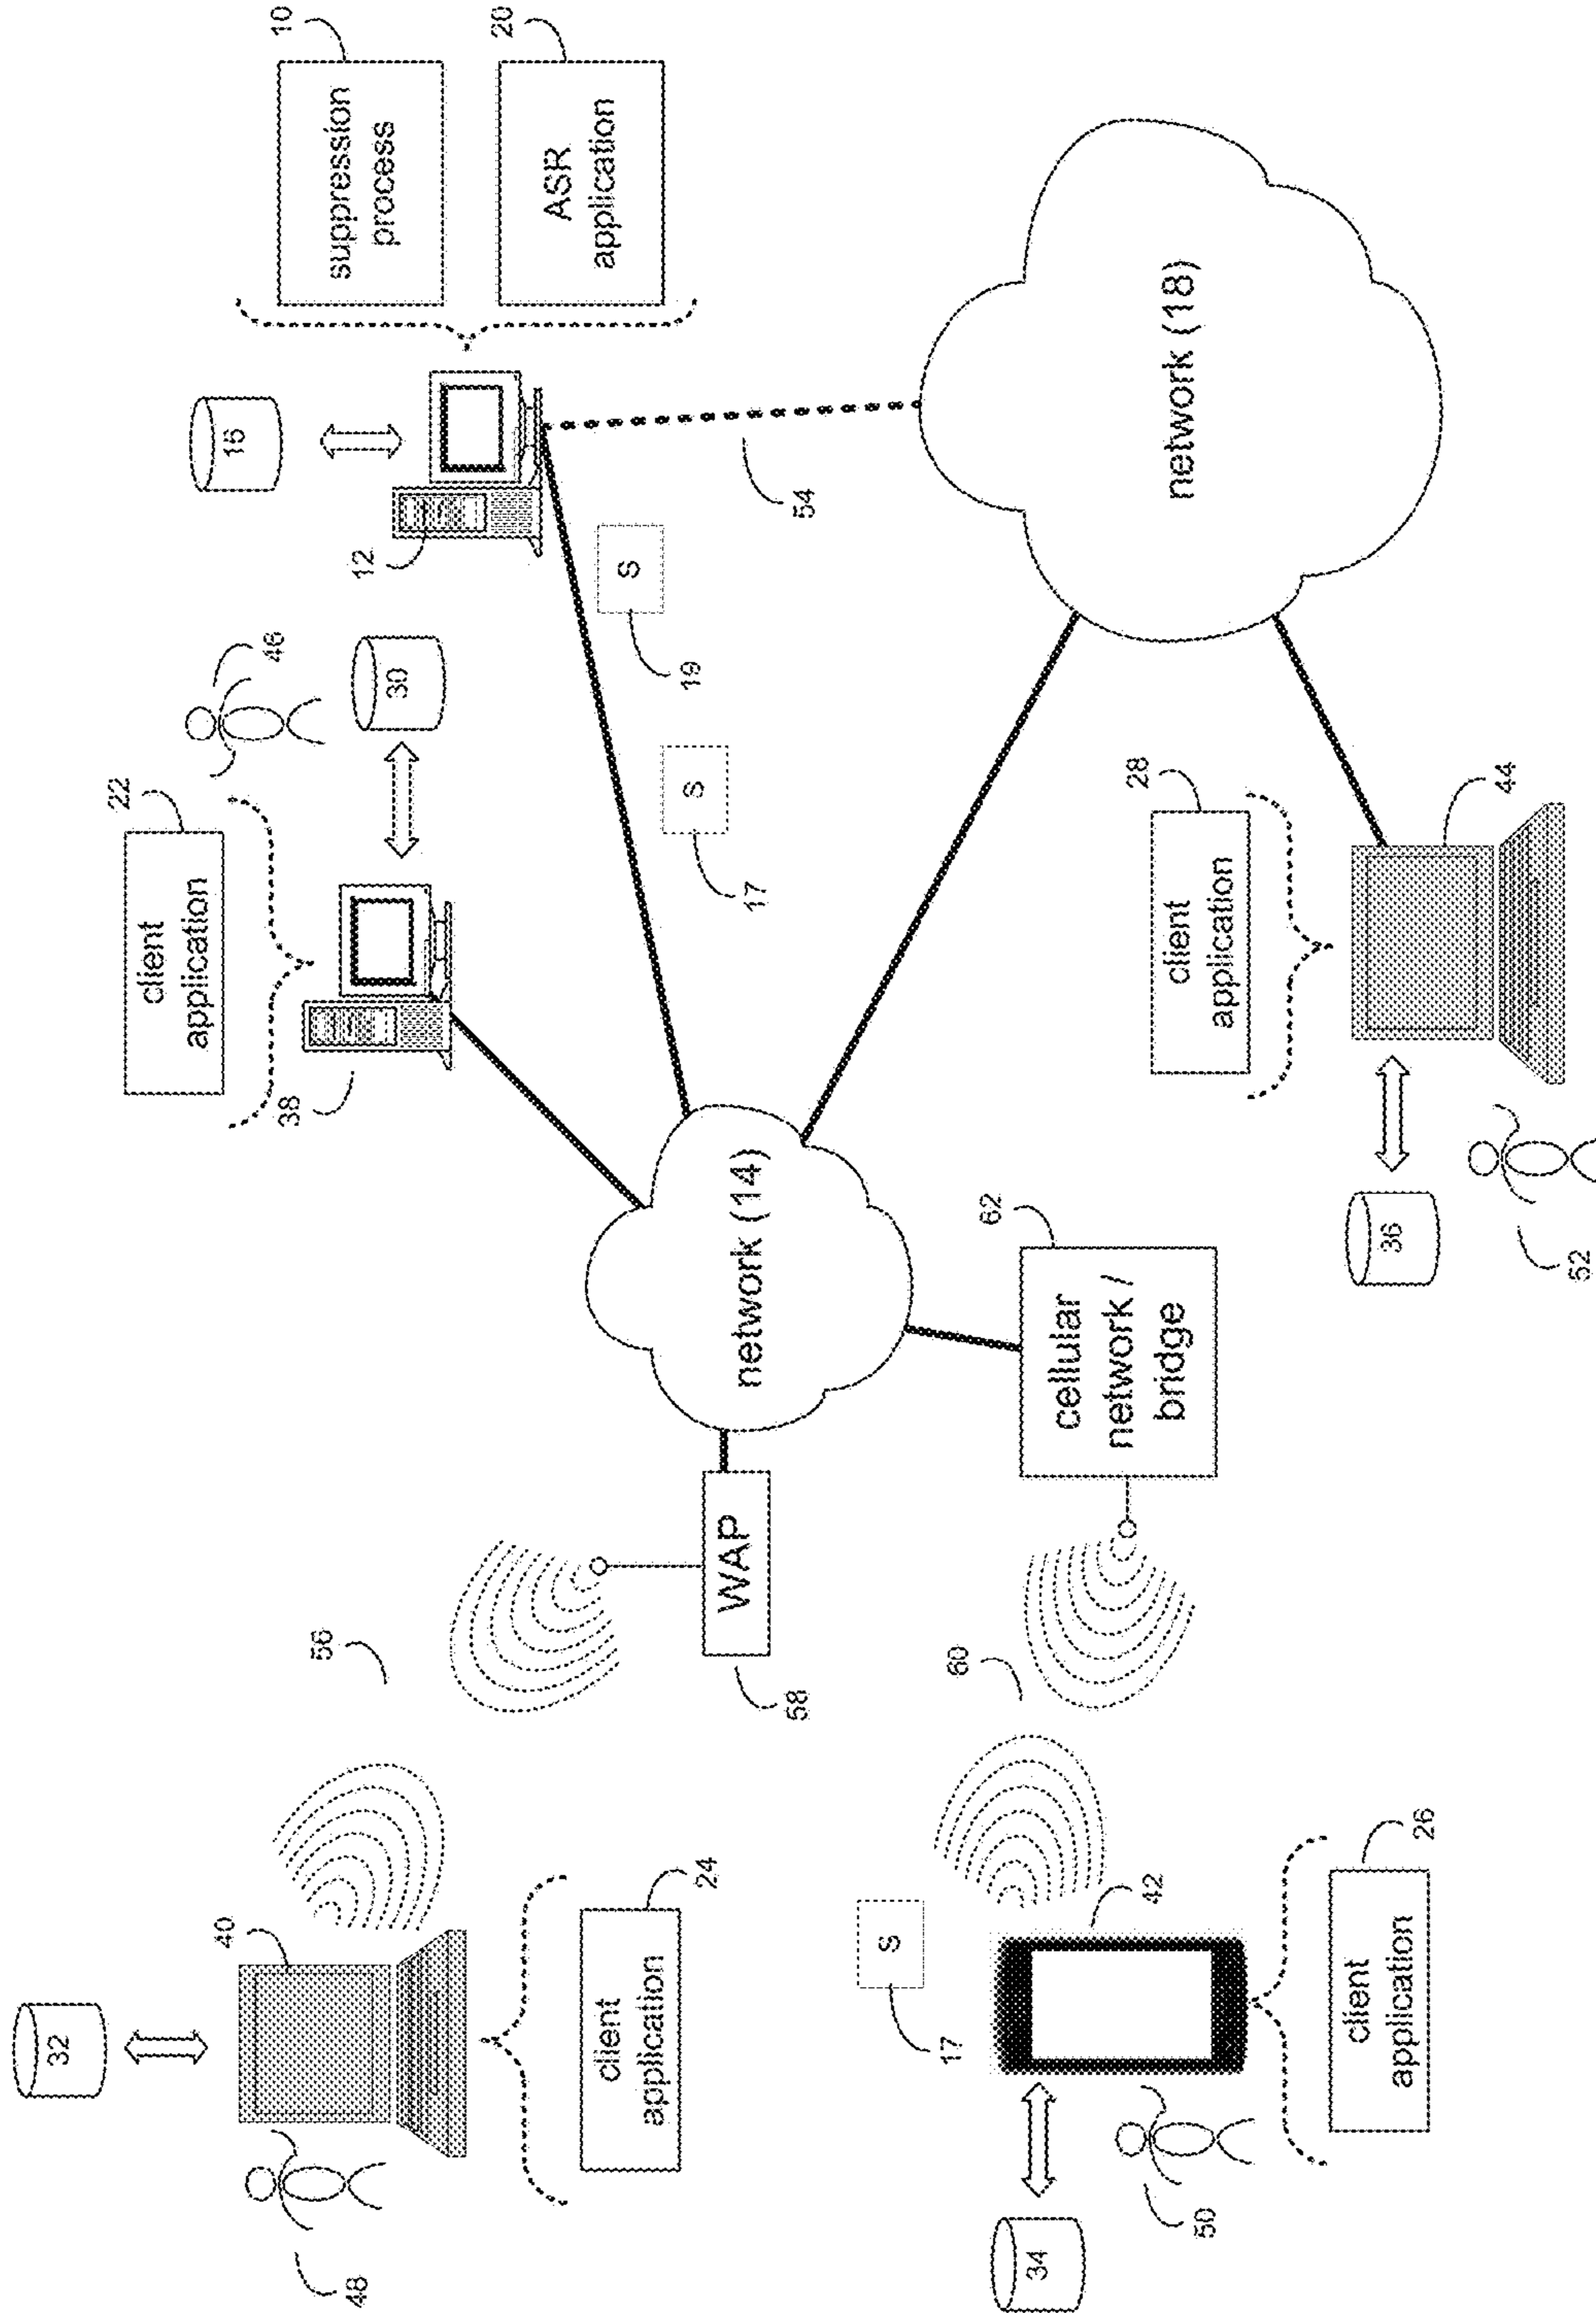 32
48
40
client
application
24
56
58
WAP
22
client
application
38
46
30
16
12
10
suppression
process
20
ASR
application
17
S
19
S
54
network (14)
network (18)
17
S
34
50
42
60
62
cellular
network /
bridge
client
application
26
28
client
application
36
52
44